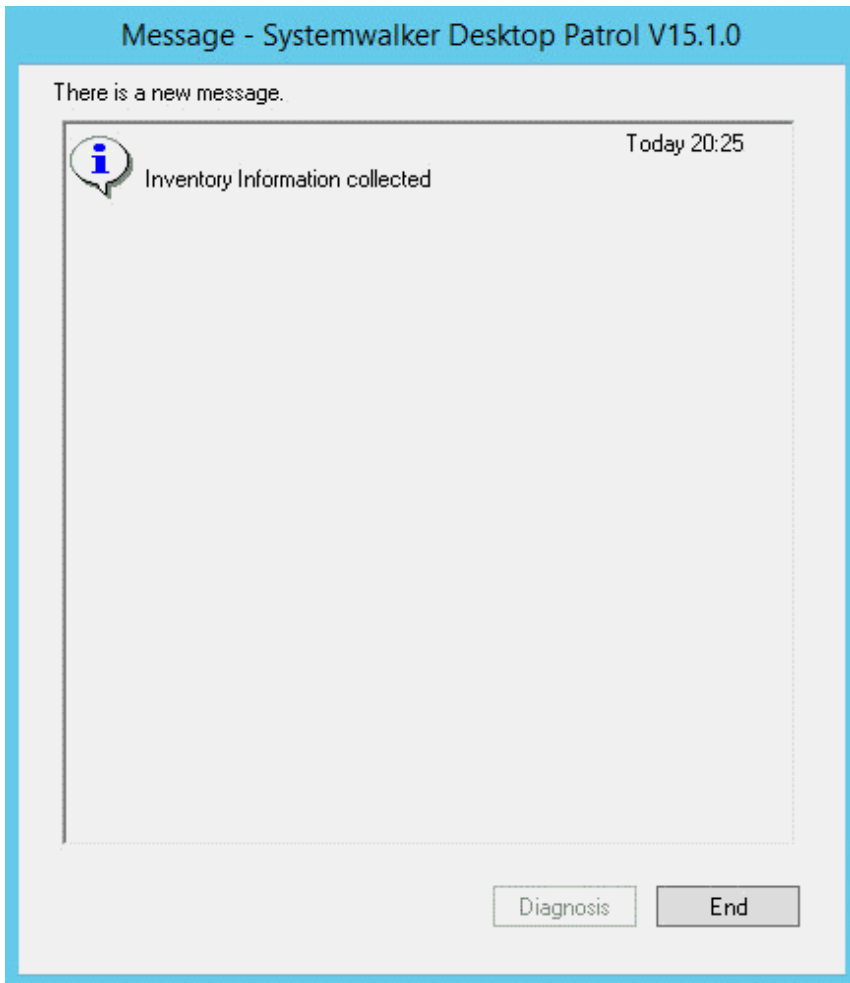 Message - Systemwalker Desktop Patrol V15.1.0
There is a new message.
Today 20:25
Inventory Information collected
Diagnosis End